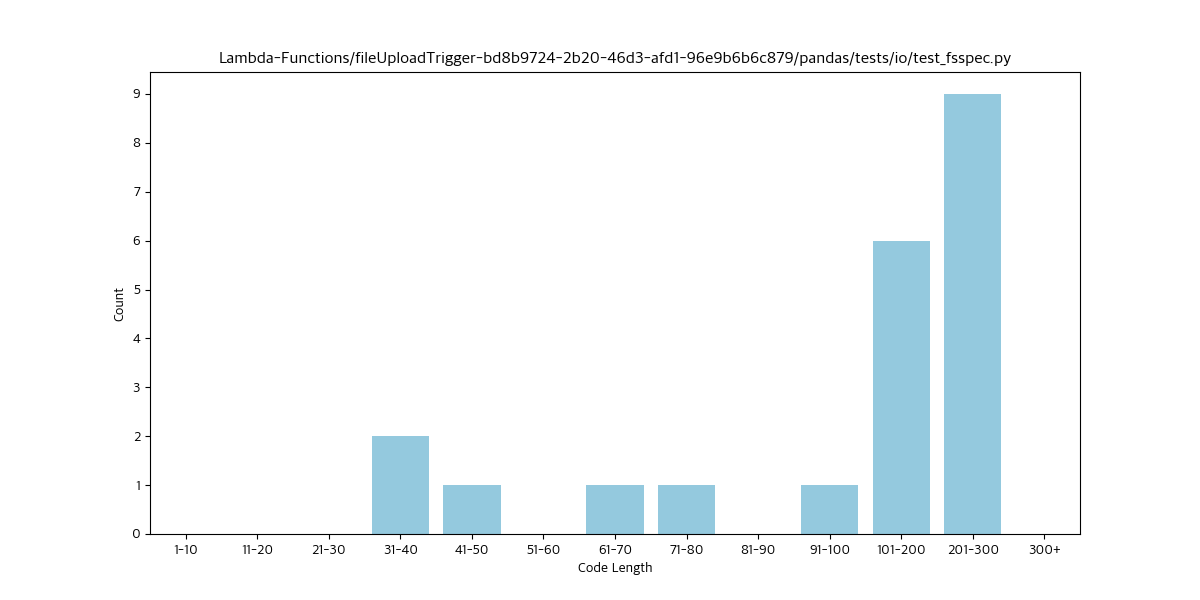 Lambda-Functions/fileUploadTrigger-bd8b9724-2b20-46d3-afd1-96e9b6b6c879/pandas/tests/io/test_fsspec.py
9
8
7
6
5
4
3
2
1
0
Count
1-10 11-20 21-30 31-40 41-50 51-60 61-70 71-80 81-90 91-100 101-200 201-300 300+
Code Length